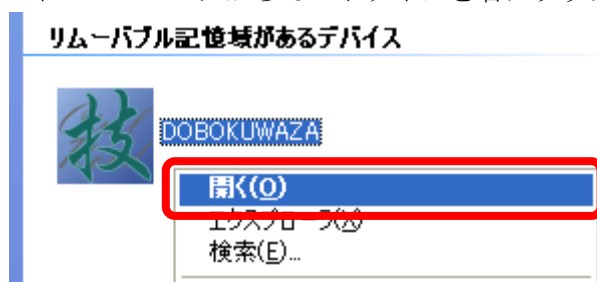 リムーバブル記憶域があるデバイス
技
DOBOKUWAZA
開く(O)
エクスプローラ(X)
検索(E)...